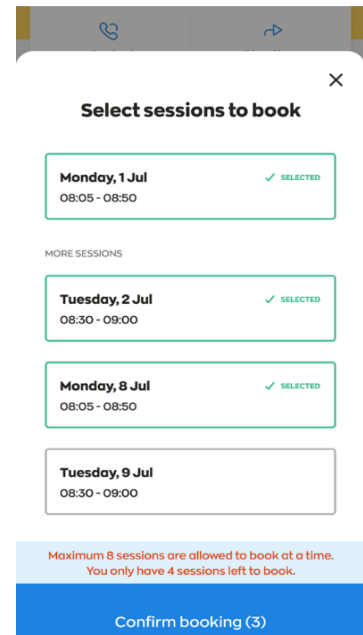 Select sessions to book
Monday, 1 Jul
SELECTED
08:05 - 08:50
MORE SESSIONS
Tuesday, 2 Jul
SELECTED
08:30 - 09:00
Monday, 8 Jul
SELECTED
08:05 - 08:50
Tuesday, 9 Jul
08:30 - 09:00
Maximum 8 sessions are allowed to book at a time.
You only have 4 sessions left to book.
Confirm booking (3)